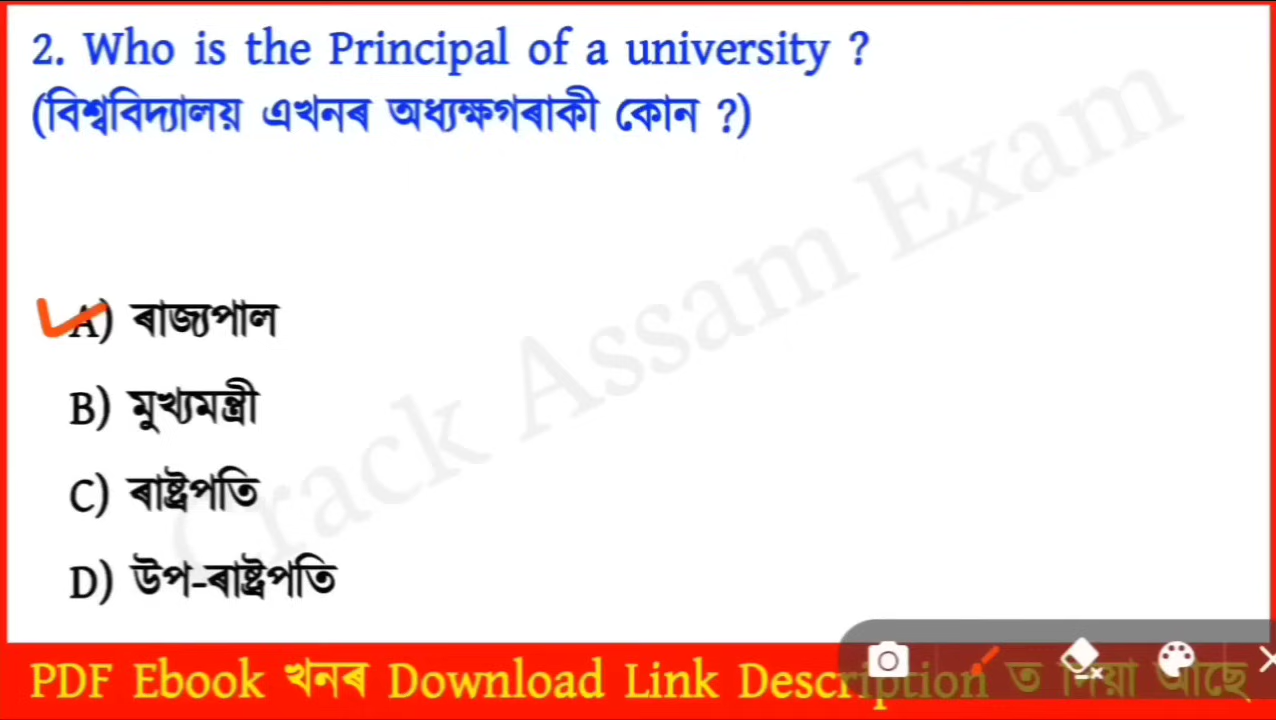 2. Who is the Principal of a university ?
(বিশ্ববিদ্যালয় এখনৰ অধ্যক্ষগৰাকী কোন ?)
Crack Assam Exam
A) ৰাজ্যপাল
B) মুখ্যমন্ত্ৰী
C) ৰাষ্ট্ৰপতি
D) উপ-ৰাষ্ট্ৰপতি
PDF Ebook খনৰ Download Link Description ত দিয়া আছে